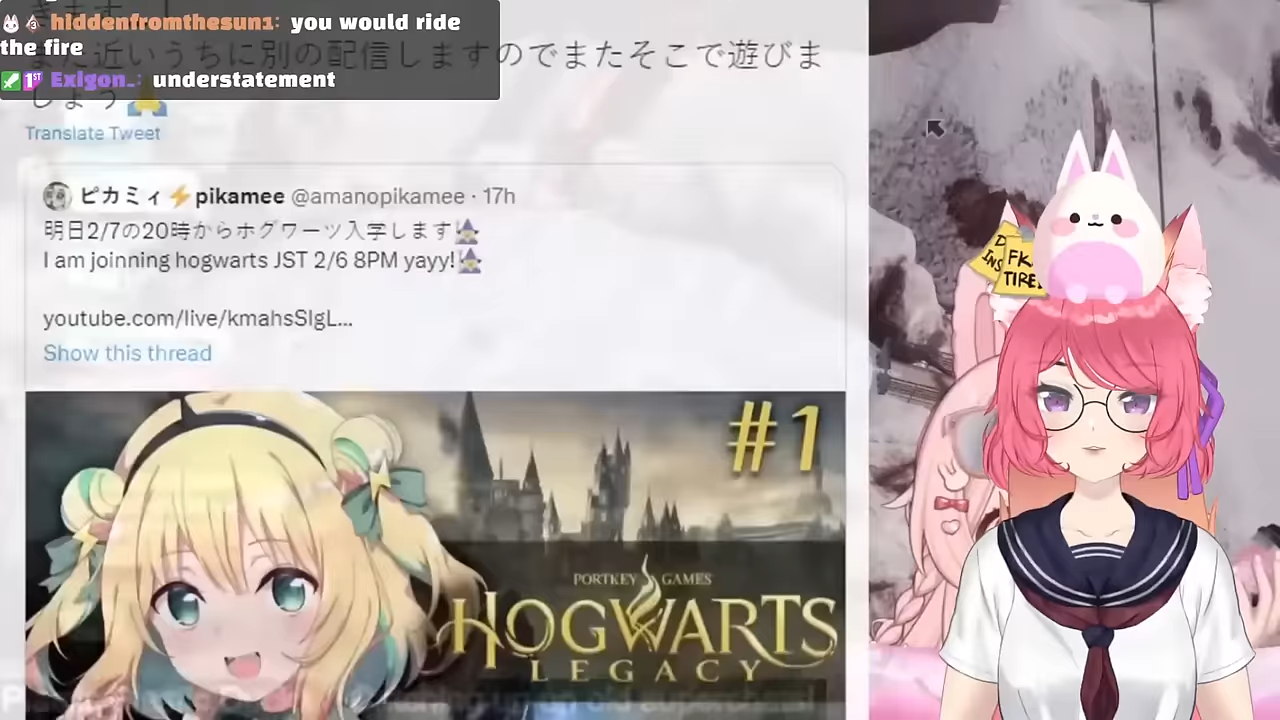 hiddenfromthesun1: you would ride
the fire
Exigon_: understatement
また近いうちに別の配信しますのでまたそこで遊びま
しょう
Translate Tweet
ピカミィ⚡pikamee @amanopikamee · 17h
明日2/7の20時からホグワーツ入学します
I am joinning hogwarts JST 2/6 8PM yayy!
youtube.com/live/kmahsSIgL...
Show this thread
#1
PORTKEY GAMES
HOGWARTS
LEGACY
FK
TIRE